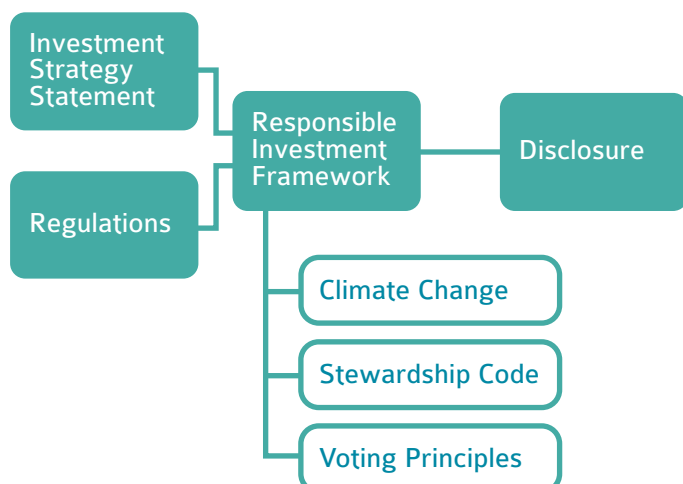 Investment
Strategy
Statement
Responsible
Investment
Framework
Disclosure
Regulations
Climate Change
Stewardship Code
Voting Principles